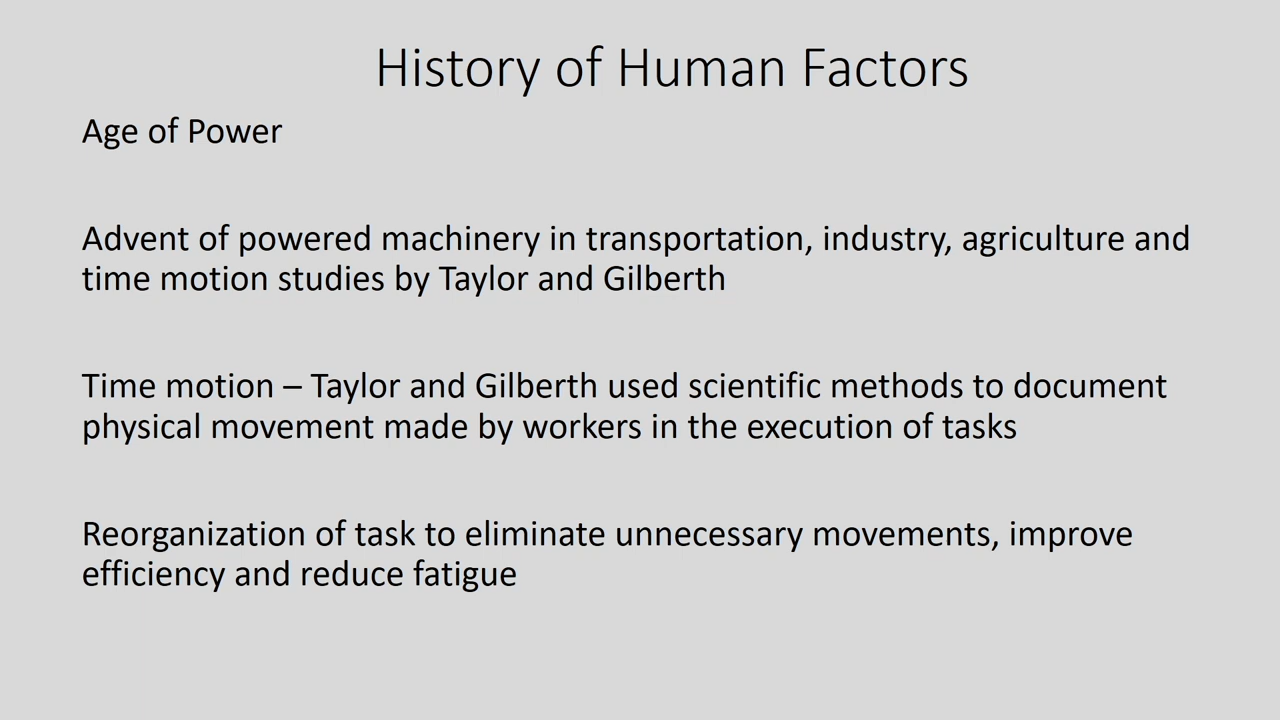 History of Human Factors
Age of Power
Advent of powered machinery in transportation, industry, agriculture and
time motion studies by Taylor and Gilberth
Time motion – Taylor and Gilberth used scientific methods to document
physical movement made by workers in the execution of tasks
Reorganization of task to eliminate unnecessary movements, improve
efficiency and reduce fatigue